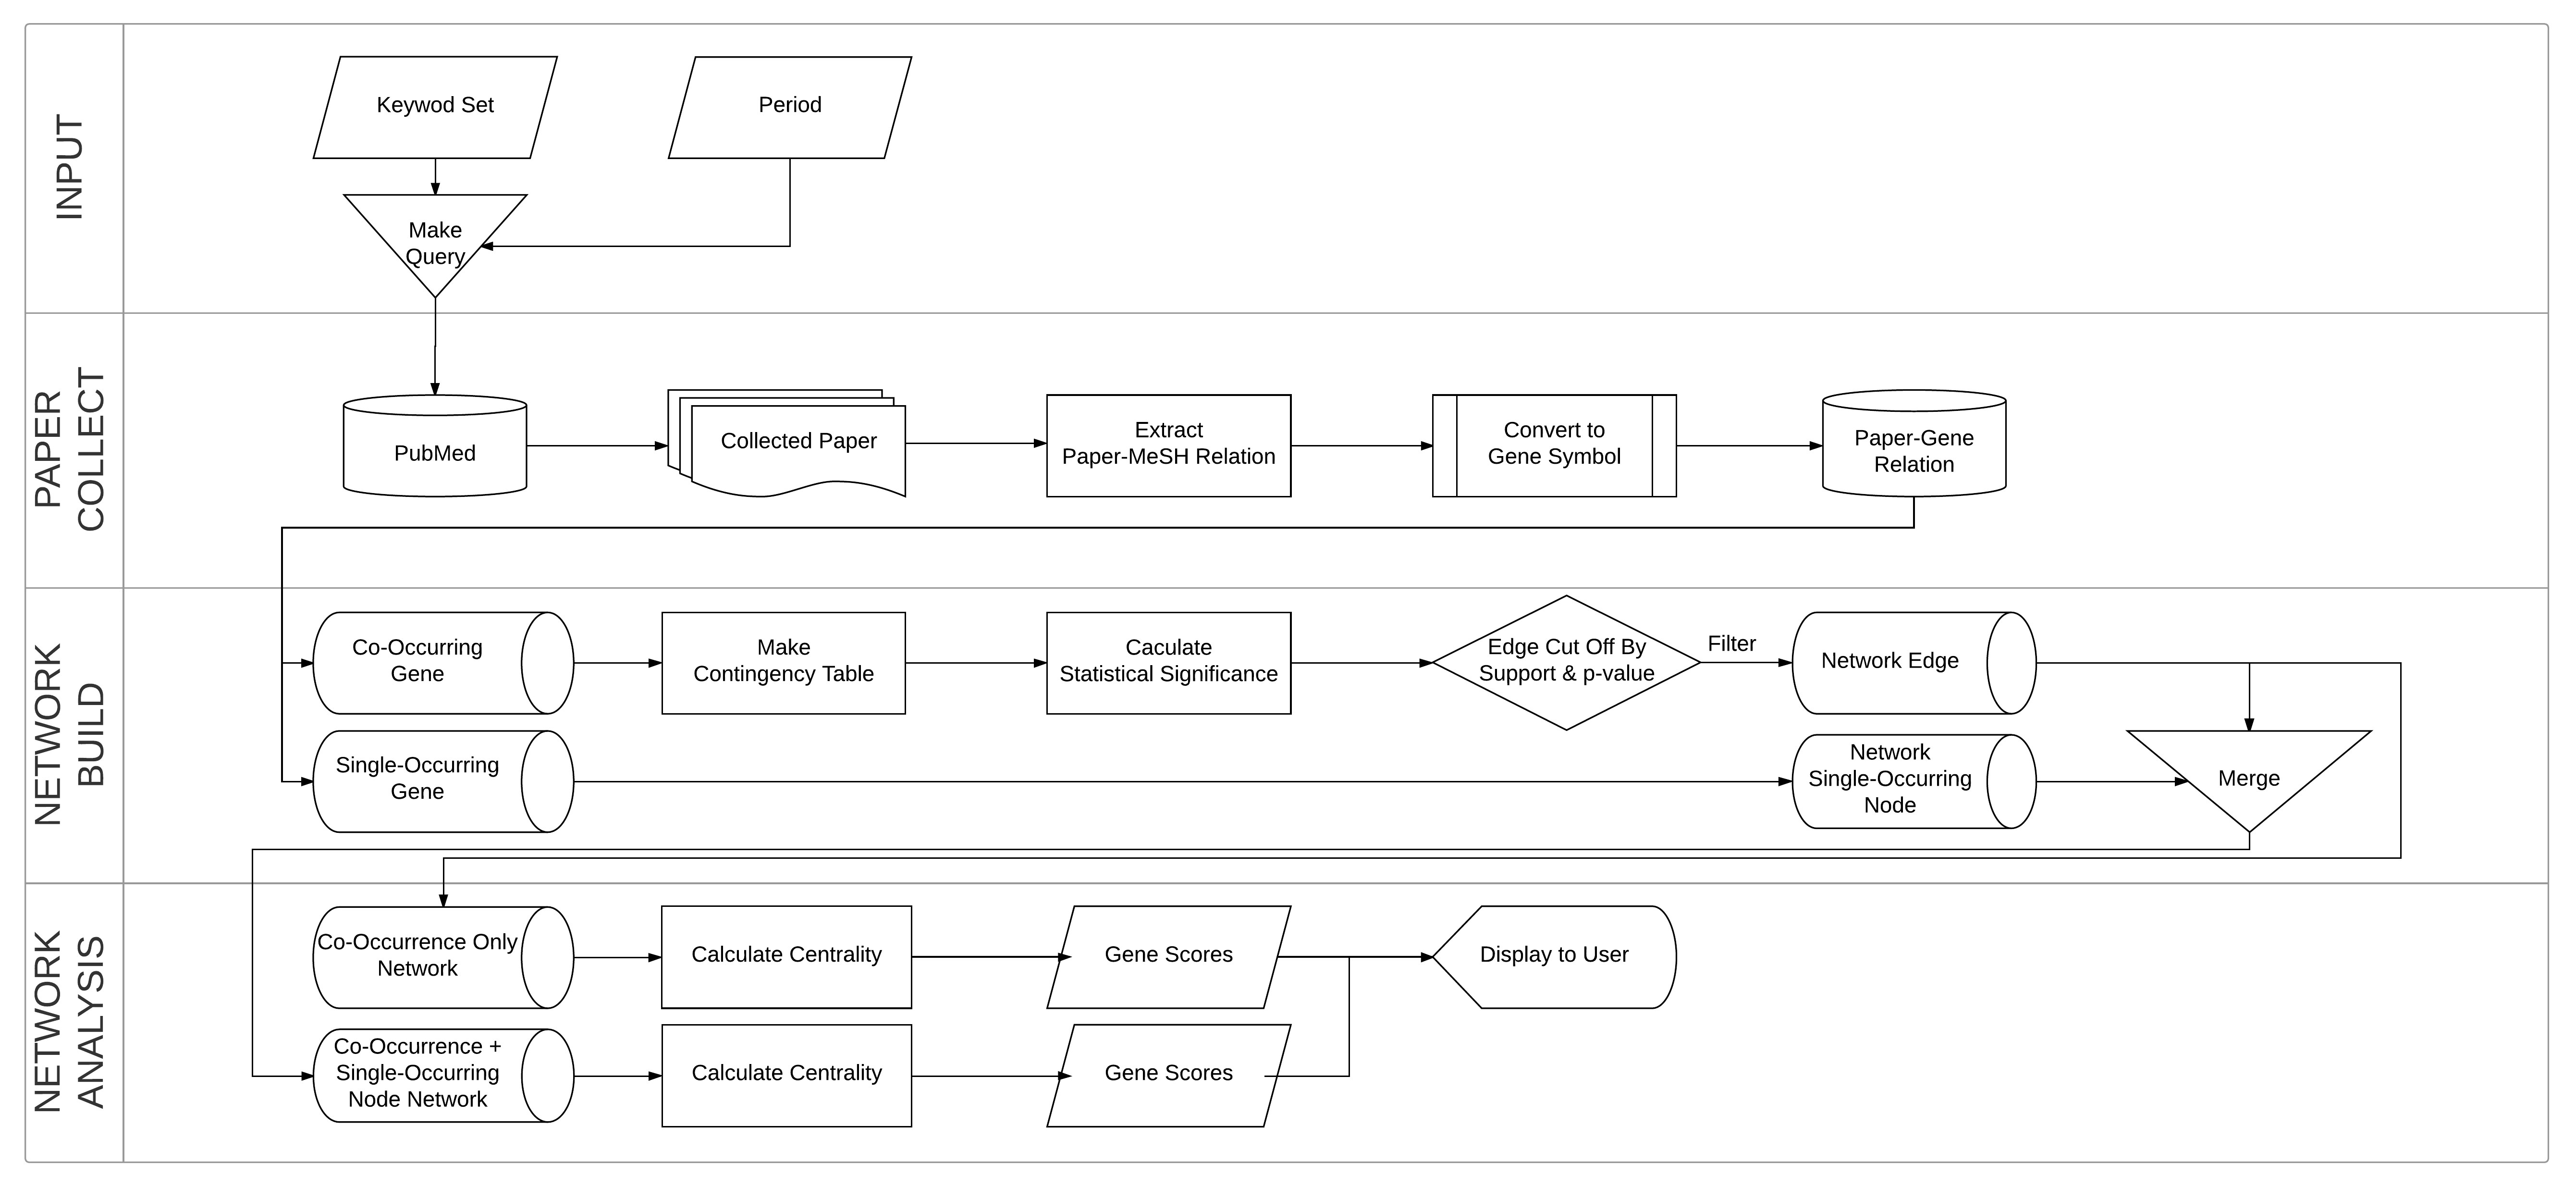 INPUT
Keywod Set
Period
Make
Query
PAPER
COLLECT
PubMed
Collected Paper
Extract
Paper-MeSH Relation
Convert to
Gene Symbol
Paper-Gene
Relation
NETWORK
BUILD
Co-Occurring
Gene
Make
Contingency Table
Caculate
Statistical Significance
Edge Cut Off By
Support & p-value
Filter
Network Edge
Single-Occurring
Gene
Network
Single-Occurring
Node
Merge
NETWORK
ANALYSIS
Co-Occurrence Only
Network
Calculate Centrality
Gene Scores
Display to User
Co-Occurrence +
Single-Occurring
Node Network
Calculate Centrality
Gene Scores